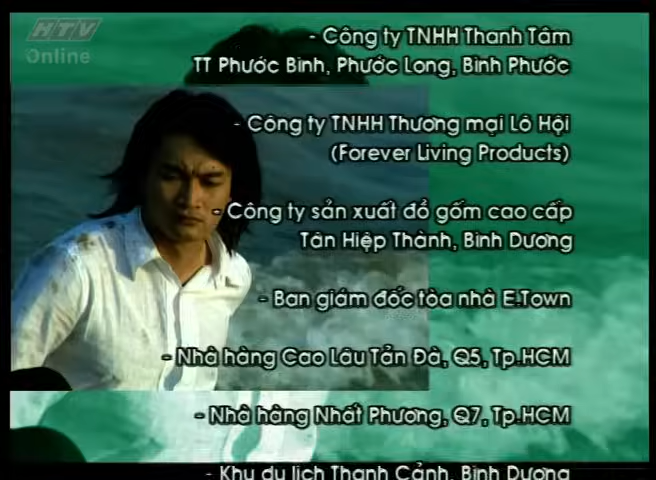 HTV
Online
- Công ty TNHH Thanh Tâm
TT Phước Bình, Phước Long, Bình Phước
- Công ty TNHH Thương mại Lô Hội
(Forever Living Products)
- Công ty sản xuất đồ gốm cao cấp
Tân Hiệp Thành, Bình Dương
- Ban giám đốc tòa nhà E.Town
- Nhà hàng Cao Lâu Tản Đà, Q5, Tp.HCM
- Nhà hàng Nhất Phương, Q7, Tp.HCM
- Khu du lịch Thanh Cảnh, Bình Dương